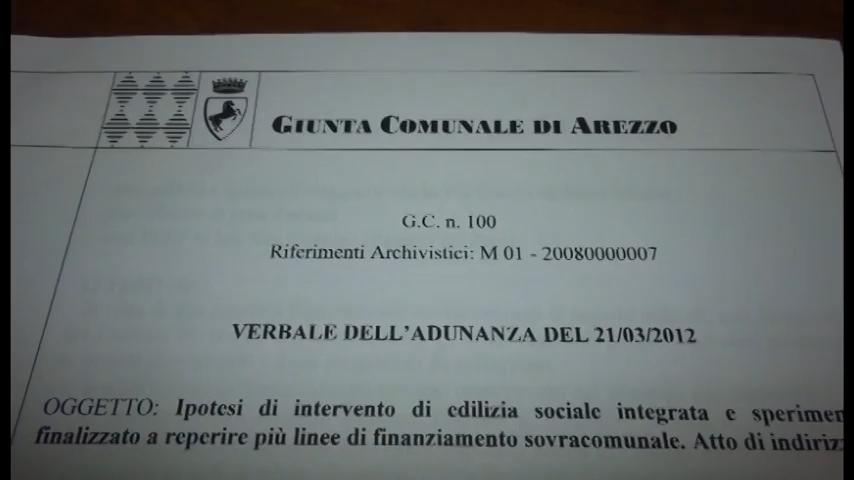 GIUNTA COMUNALE DI AREZZO
G.C. n. 100
Riferimenti Archivistici: M 01 - 20080000007
VERBALE DELL'ADUNANZA DEL 21/03/2012
OGGETTO: Ipotesi di intervento di edilizia sociale integrata e sperimen
finalizzato a reperire più linee di finanziamento sovracomunale. Atto di indiriz